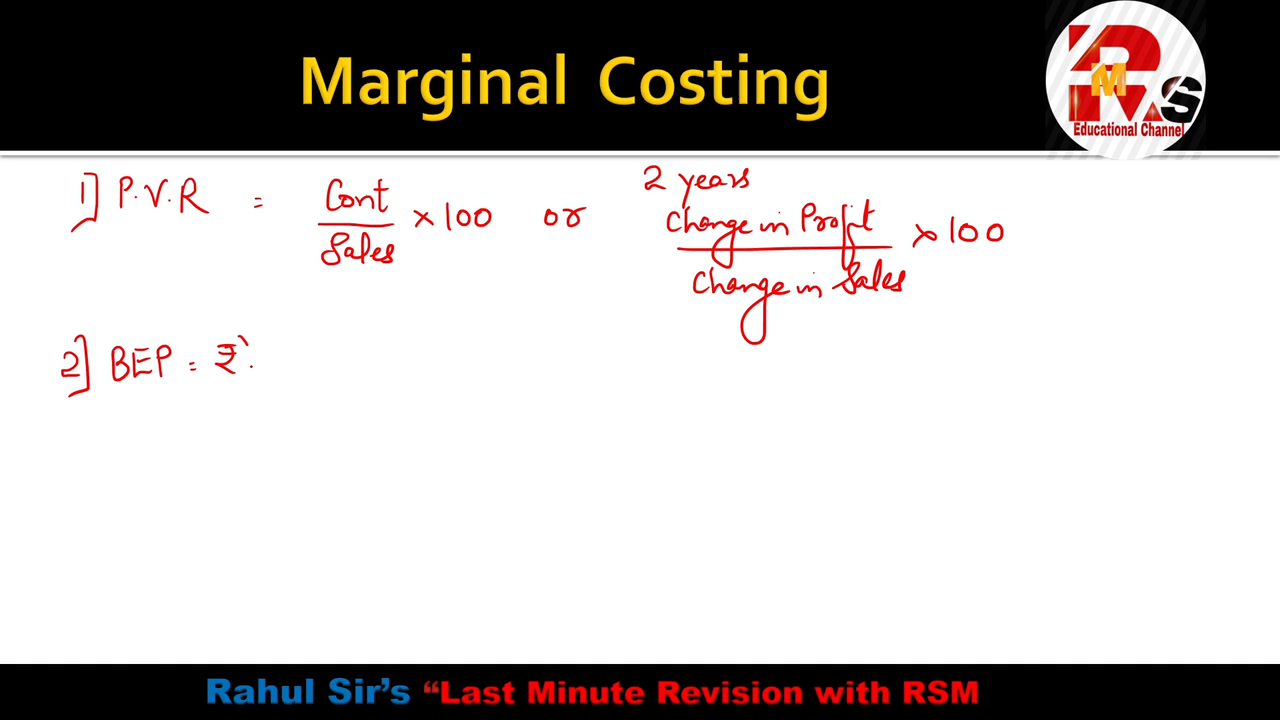 Marginal Costing
RMS
Educational Channel
1] P.V.R = Cont / Sales × 100 or 2 years Change in Profit / Change in Sales × 100
2] BEP = ₹
Rahul Sir's "Last Minute Revision with RSM